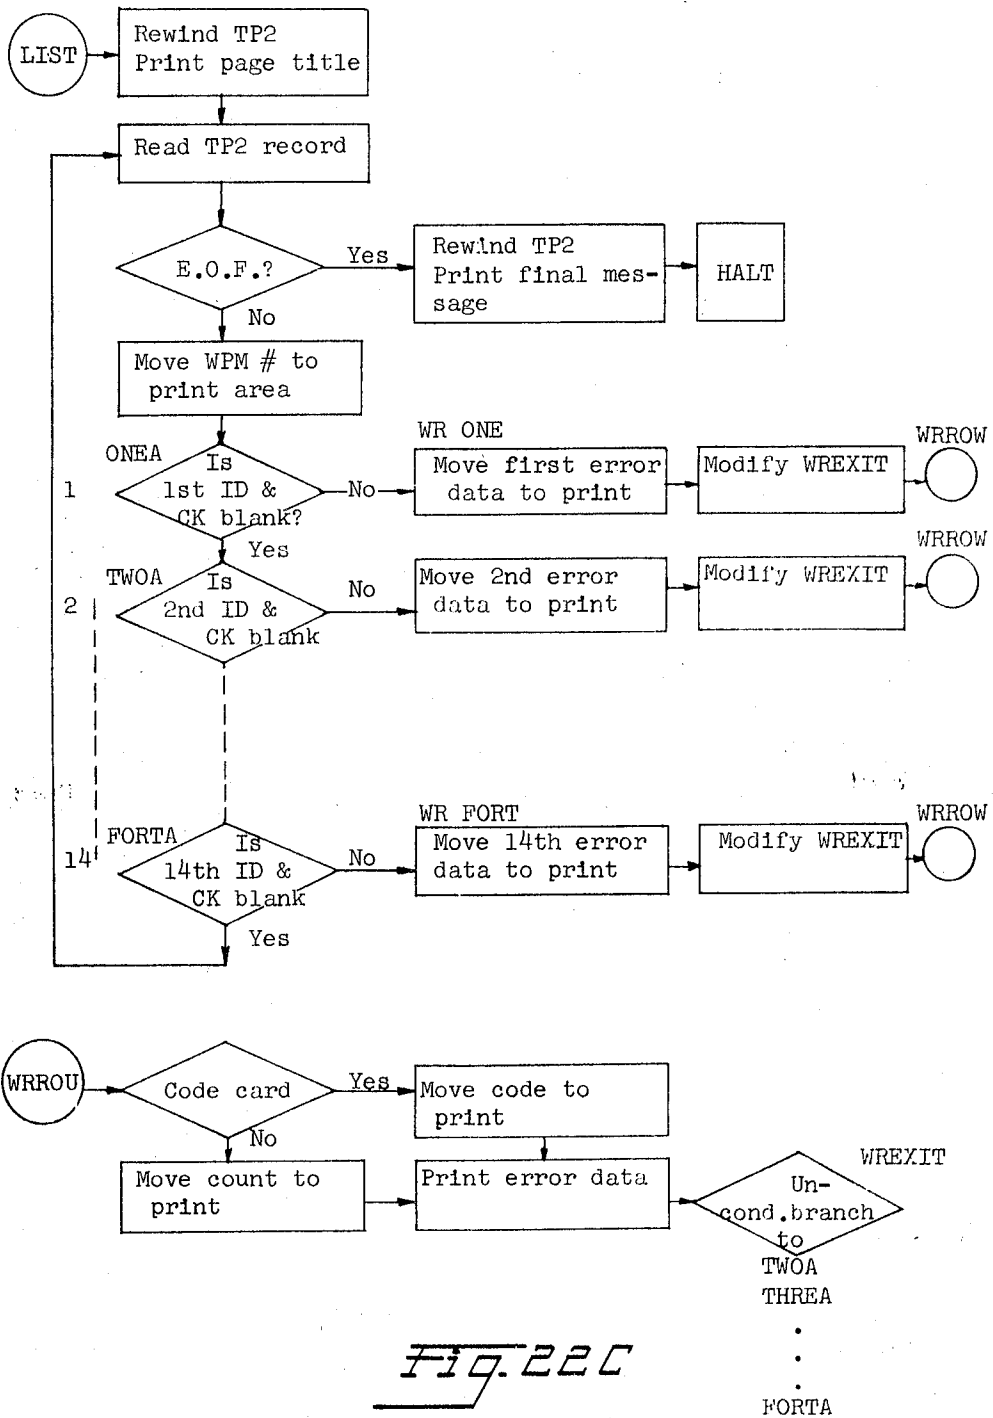 LIST
Rewind TP2
Print page title
Read TP2 record
E.O.F.?
Yes
Rewind TP2
Print final mes-
sage
HALT
No
Move WPM # to
print area
ONEA
1
Is
1st ID &
CK blank?
No
WR ONE
Move first error
data to print
Modify WREXIT
WRROW
Yes
TWOA
2
Is
2nd ID &
CK blank
No
Move 2nd error
data to print
Modify WREXIT
WRROW
FORTA
14
Is
14th ID &
CK blank
No
WR FORT
Move 14th error
data to print
Modify WREXIT
WRROW
Yes
WRROU
Code card
Yes
Move code to
print
No
Move count to
print
Print error data
WREXIT
Un-
cond.branch
to
TWOA
THREA
.
.
.
FORTA
Fig. 22C